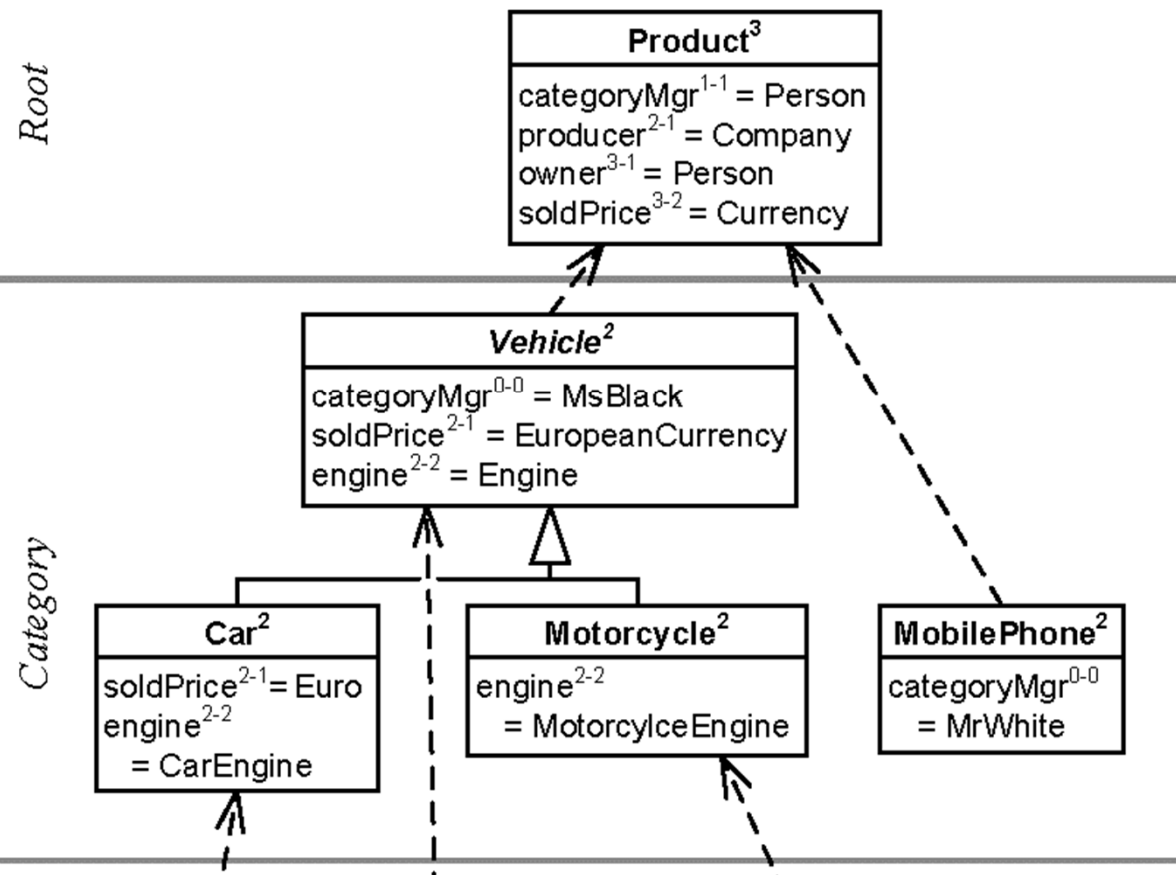 Root
Product³
categoryMgr¹⁻¹ = Person
producer²⁻¹ = Company
owner³⁻¹ = Person
soldPrice³⁻² = Currency
Category
Vehicle²
categoryMgr⁰⁻⁰ = MsBlack
soldPrice²⁻¹ = EuropeanCurrency
engine²⁻² = Engine
Car²
soldPrice²⁻¹= Euro
engine²⁻²
= CarEngine
Motorcycle²
engine²⁻²
= MotorcylceEngine
MobilePhone²
categoryMgr⁰⁻⁰
= MrWhite